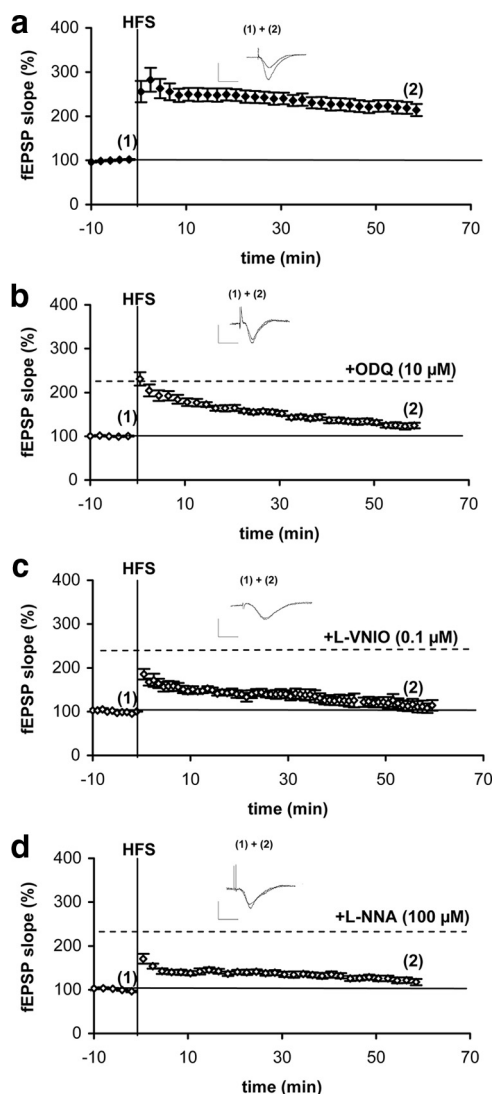 a
HFS
(1) + (2)
fEPSP slope (%)
400
300
200
100
0
(1)
(2)
-10
10
30
50
70
time (min)
b
HFS
(1) + (2)
fEPSP slope (%)
400
300
200
100
0
+ODQ (10 µM)
(1)
(2)
-10
10
30
50
70
time (min)
c
HFS
(1) + (2)
fEPSP slope (%)
400
300
200
100
0
+L-VNIO (0.1 µM)
(1)
(2)
-10
10
30
50
70
time (min)
d
HFS
(1) + (2)
fEPSP slope (%)
400
300
200
100
0
+L-NNA (100 µM)
(1)
(2)
-10
10
30
50
70
time (min)